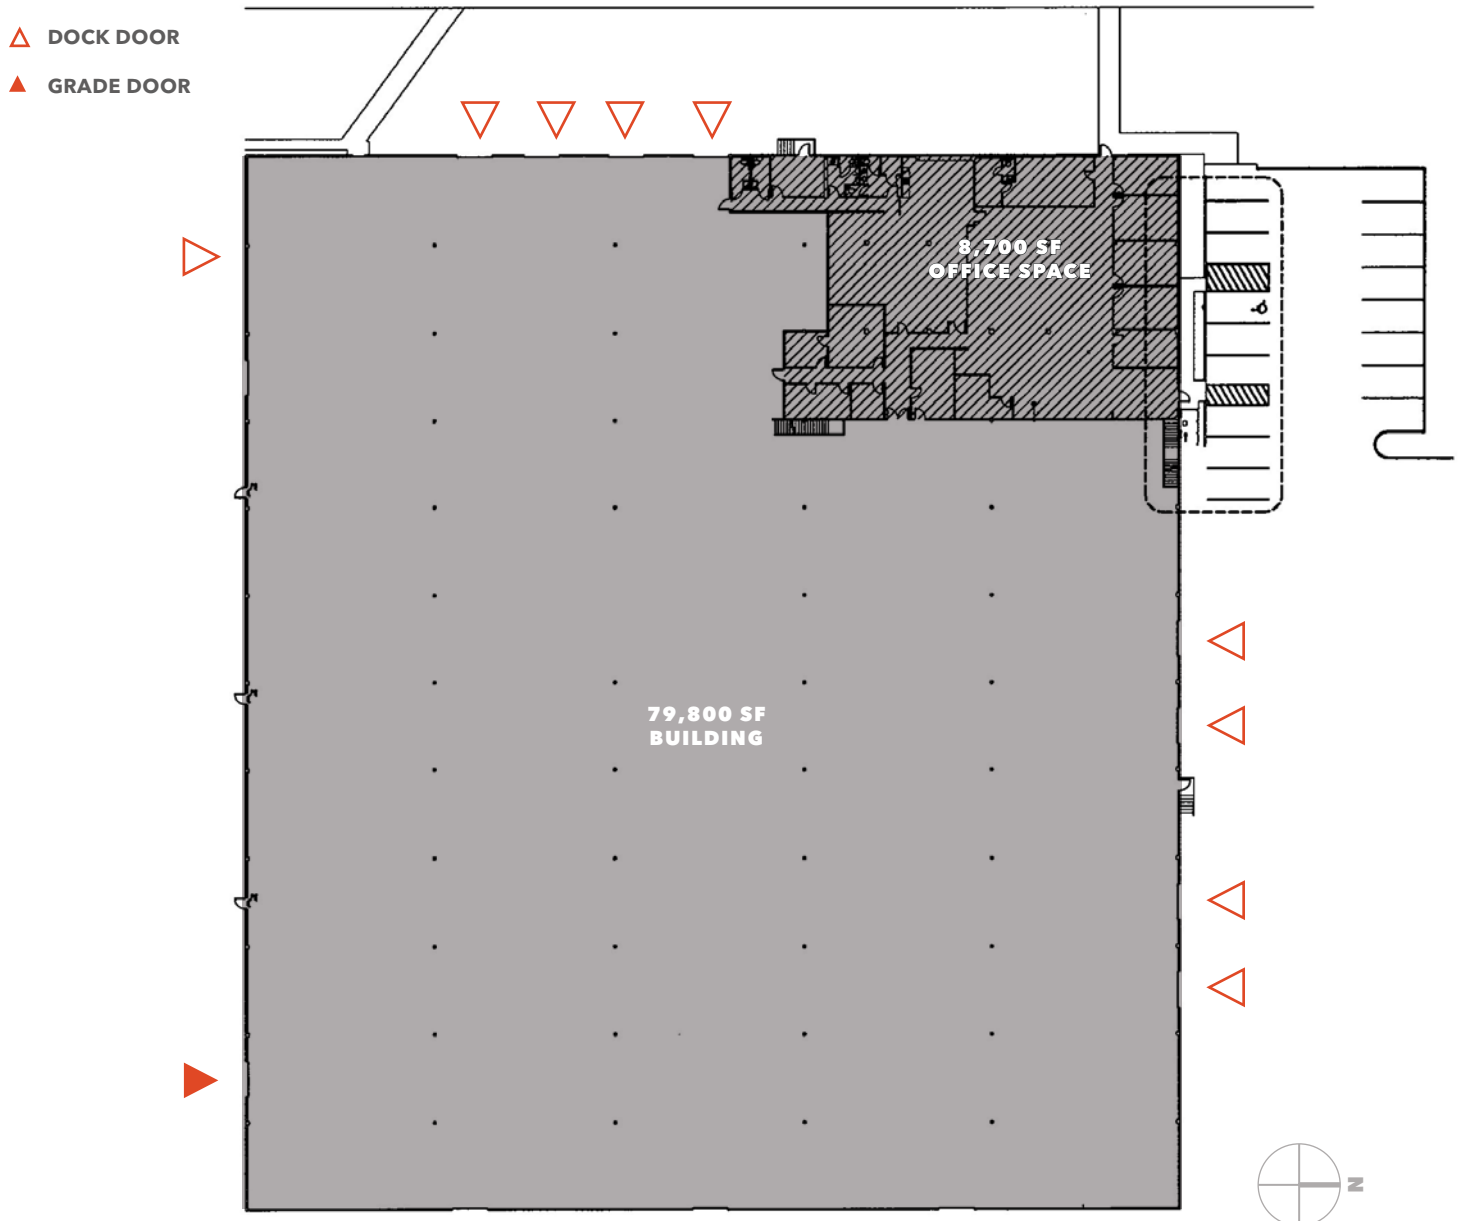 DOCK DOOR
GRADE DOOR
8,700 SF
OFFICE SPACE
79,800 SF
BUILDING
N